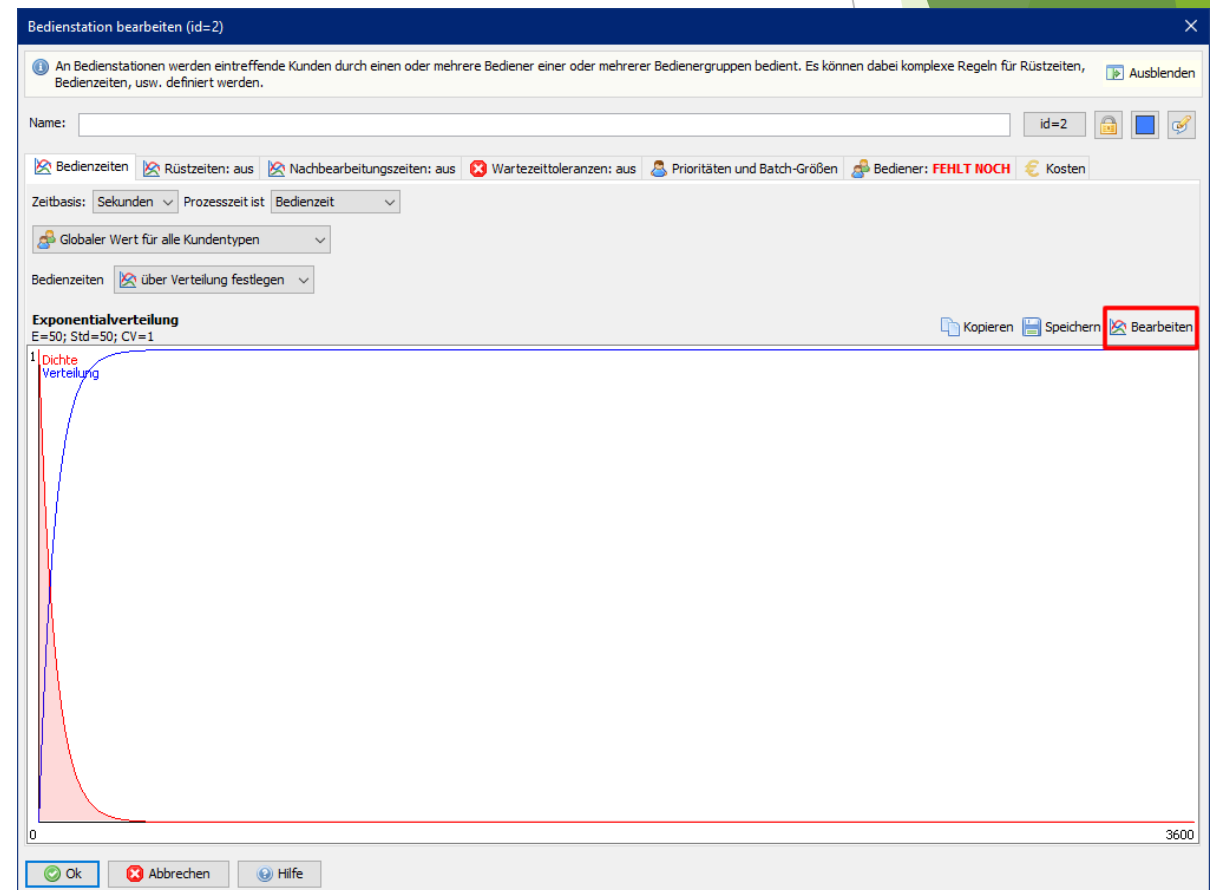 Bedienstation bearbeiten (id=2)
An Bedienstationen werden eintreffende Kunden durch einen oder mehrere Bediener einer oder mehrerer Bedienergruppen bedient. Es können dabei komplexe Regeln für Rüstzeiten,
Bedienzeiten, usw. definiert werden.
Ausblenden
Name:
id=2
Bedienzeiten Rüstzeiten: aus Nachbearbeitungszeiten: aus Wartezeittoleranzen: aus Prioritäten und Batch-Größen Bediener: FEHLT NOCH Kosten
Zeitbasis: Sekunden Prozesszeit ist Bedienzeit
Globaler Wert für alle Kundentypen
Bedienzeiten über Verteilung festlegen
Exponentialverteilung
E=50; Std=50; CV=1
Kopieren Speichern Bearbeiten
1 Dichte
Verteilung
0 3600
Ok Abbrechen Hilfe